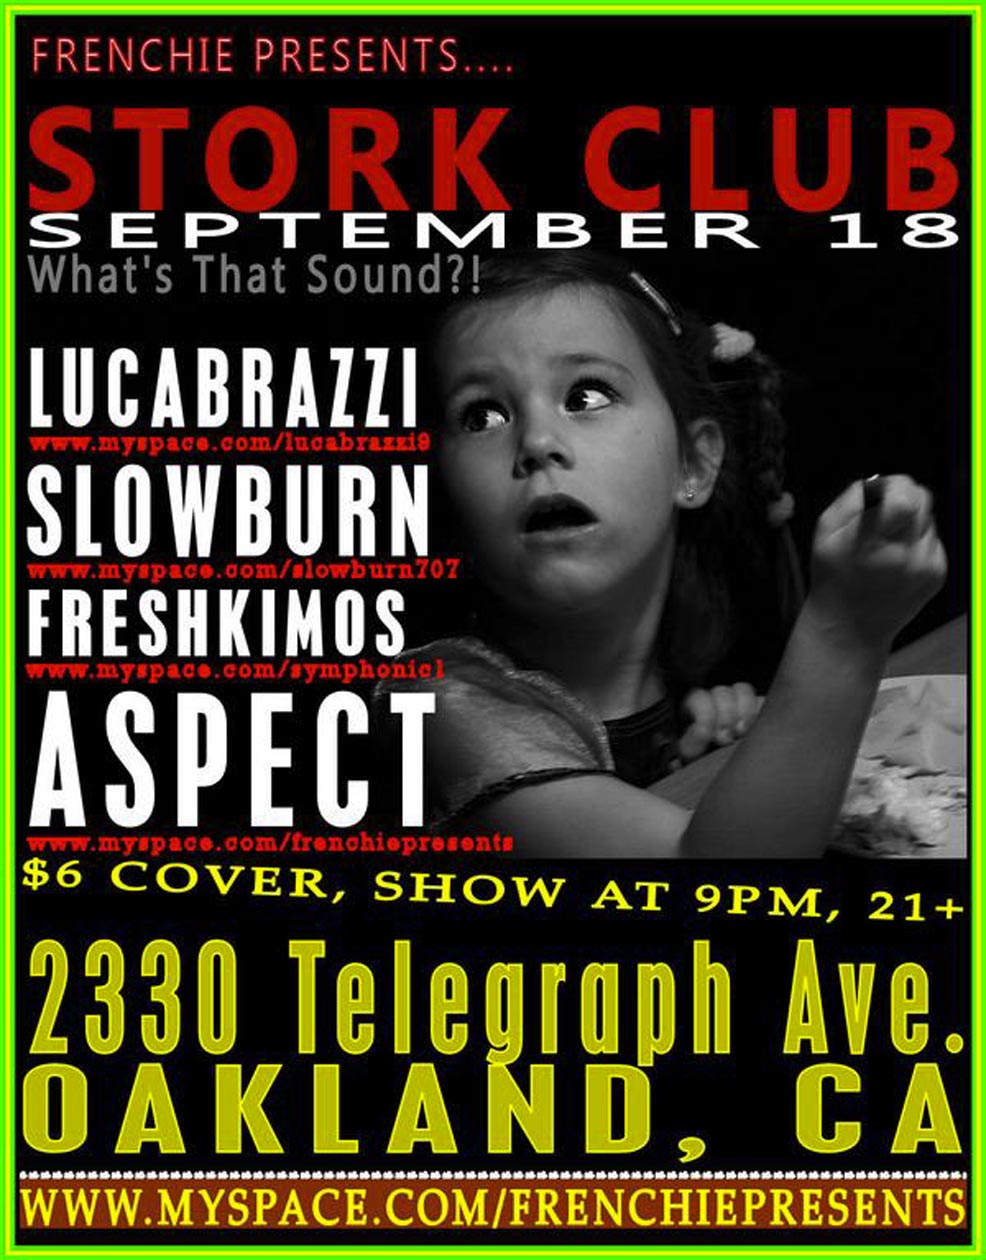 FRENCHIE PRESENTS....
STORK CLUB
SEPTEMBER 18
What's That Sound?!
LUCABRAZZI
www.myspace.com/lucabrazzi9
SLOWBURN
www.myspace.com/slowburn707
FRESHKIMOS
www.myspace.com/symphonic1
ASPECT
www.myspace.com/frenchiepresents
$6 COVER, SHOW AT 9PM, 21+
2330 Telegraph Ave.
OAKLAND, CA
WWW.MYSPACE.COM/FRENCHIEPRESENTS